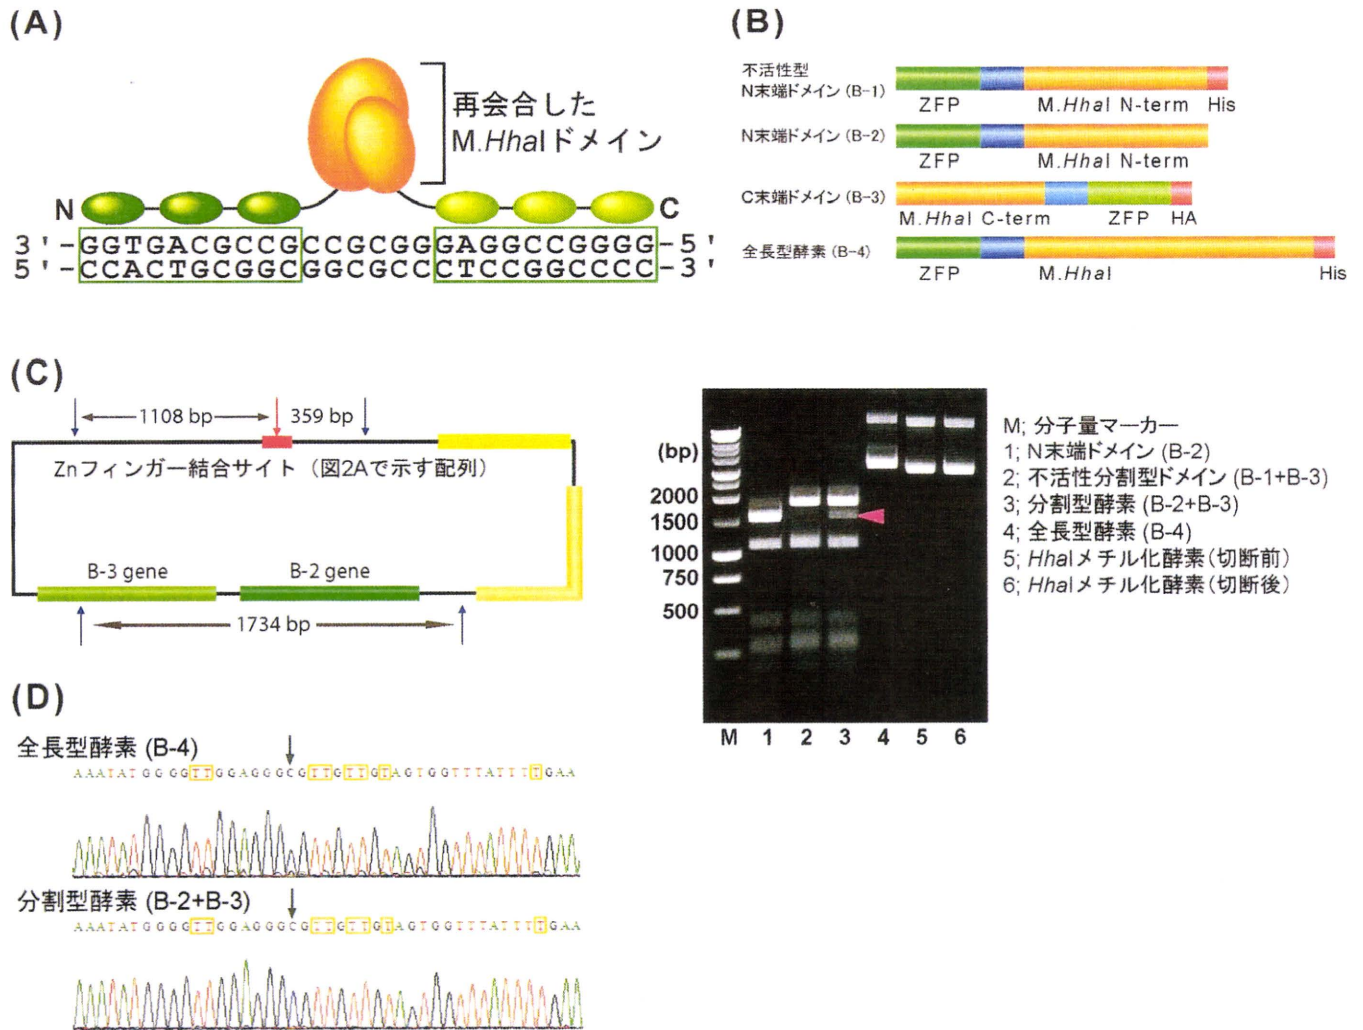 (A)
再会合した
M.HhaIドメイン
N
C
3'-GGTGACGCCGCCGCGGGAGGCCGGGG-5'
5'-CCACTGCGGCGGCGCCCTCCGGCCCC-3'
(B)
不活性型
N末端ドメイン (B-1)
ZFP
M.HhaI N-term
His
N末端ドメイン (B-2)
ZFP
M.HhaI N-term
C末端ドメイン (B-3)
M.HhaI C-term
ZFP
HA
全長型酵素 (B-4)
ZFP
M.HhaI
His
(C)
1108 bp
359 bp
Znフィンガー結合サイト (図2Aで示す配列)
B-3 gene
B-2 gene
1734 bp
(bp)
2000
1500
1000
750
500
M 1 2 3 4 5 6
M; 分子量マーカー
1; N末端ドメイン (B-2)
2; 不活性分割型ドメイン (B-1+B-3)
3; 分割型酵素 (B-2+B-3)
4; 全長型酵素 (B-4)
5; HhaIメチル化酵素(切断前)
6; HhaIメチル化酵素(切断後)
(D)
全長型酵素 (B-4)
AAATATGGGGTTGGAGGGCGTTGTTGTAGTGGTTTATTTTGAA
分割型酵素 (B-2+B-3)
AAATATGGGGTTGGAGGGCGTTGTTGTAGTGGTTTATTTTGAA